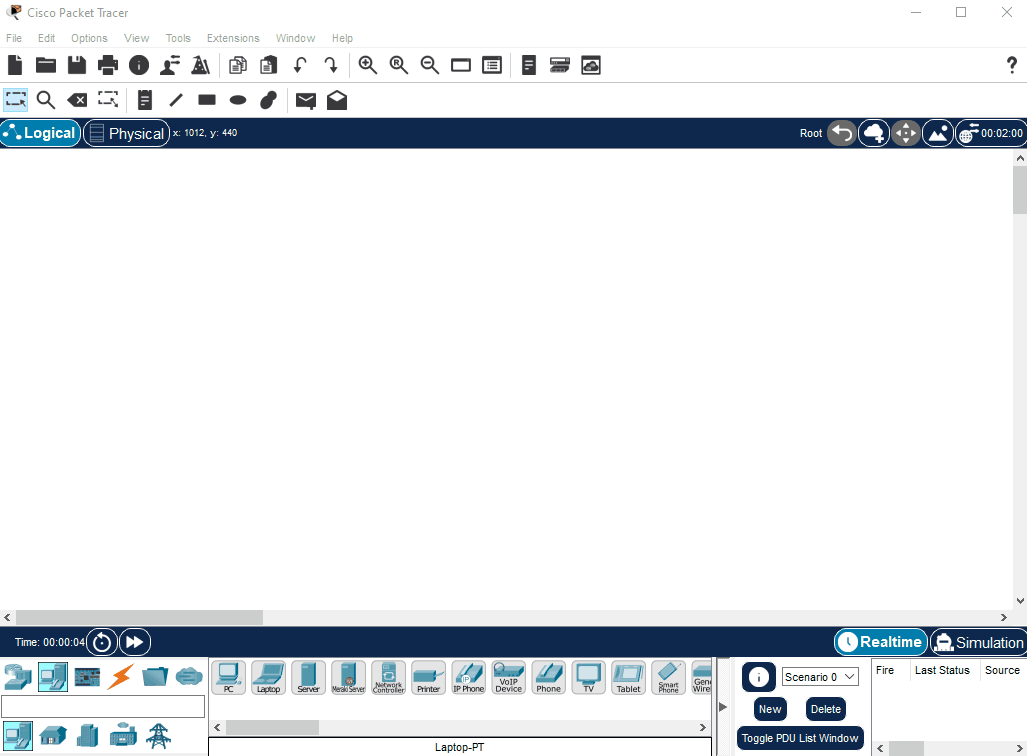 Cisco Packet Tracer
File Edit Options View Tools Extensions Window Help
?
Logical Physical x: 1012, y: 440 Root 00:02:00
Time: 00:00:04 Realtime Simulation
PC Laptop Server Meraki Server Network Controller Printer IP Phone VoIP Device Phone TV Tablet Smart Phone
Scenario 0
Fire Last Status Source
New Delete
Toggle PDU List Window
Laptop-PT